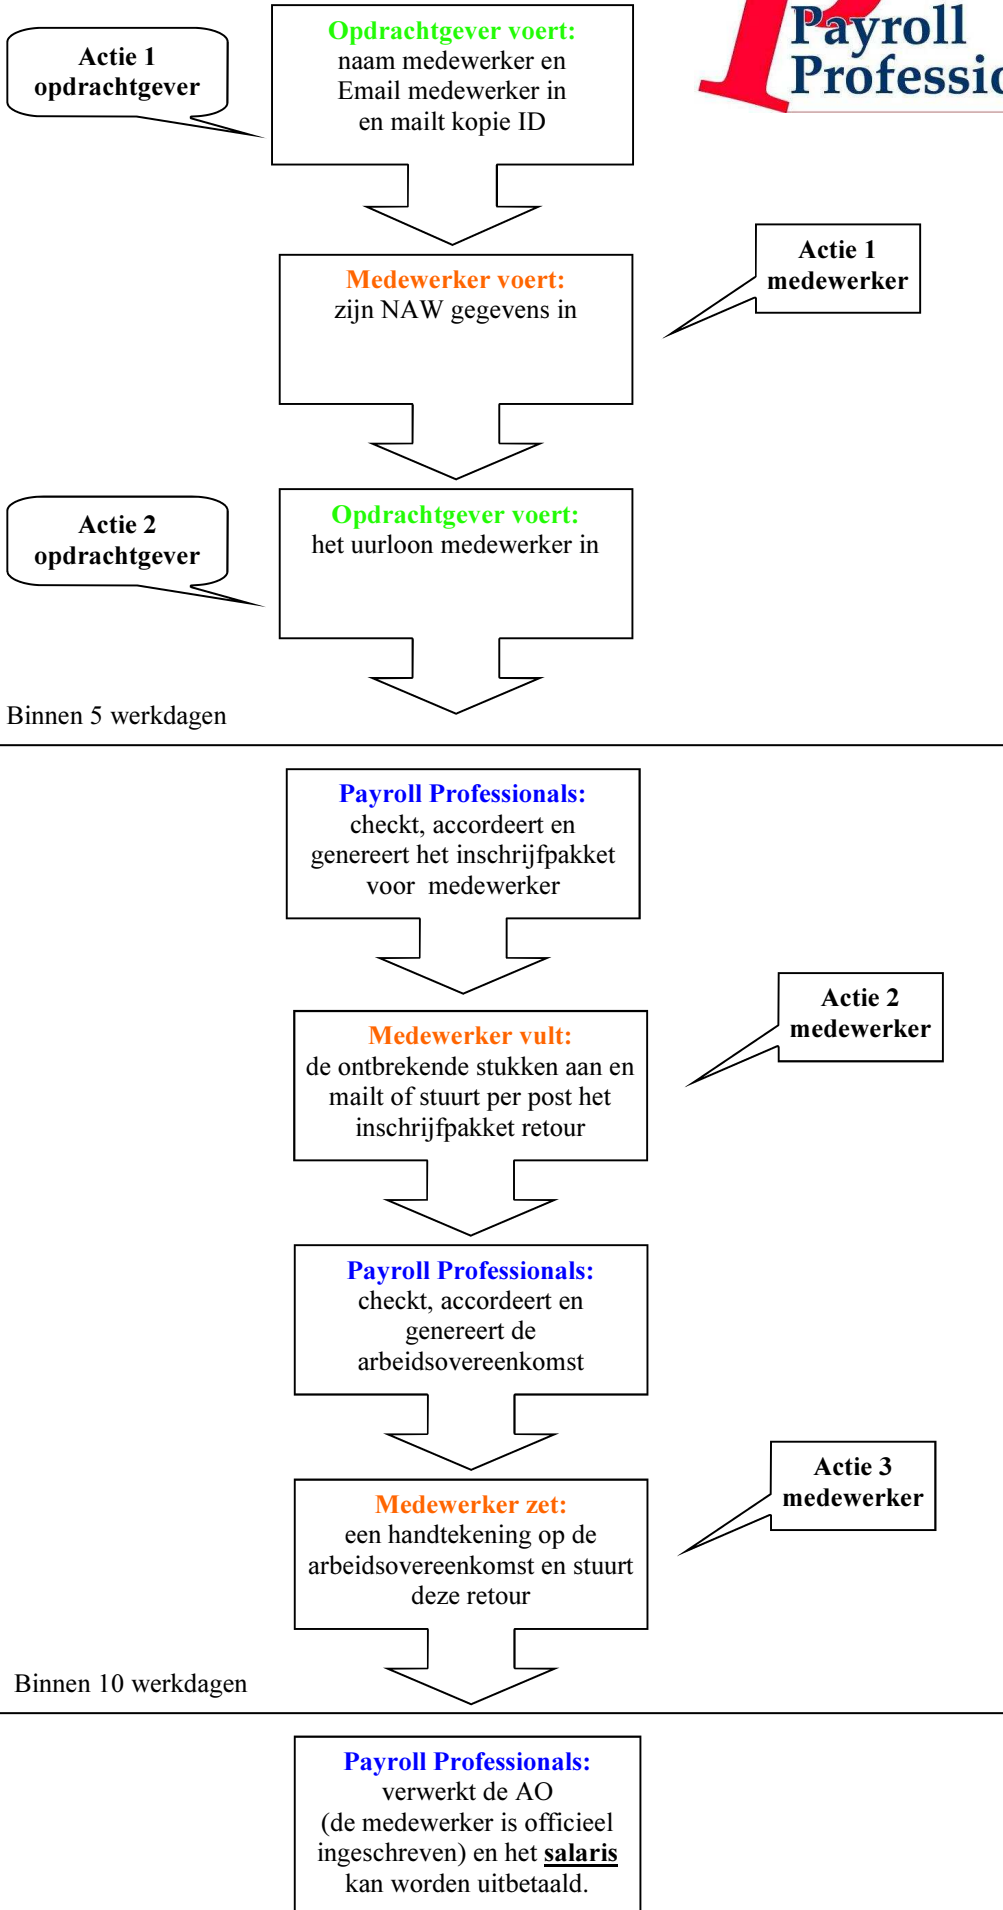 Payroll
Actie 1
opdrachtgever
Opdrachtgever voert:
naam medewerker en
Email medewerker in
en mailt kopie ID
Actie 1
medewerker
Medewerker voert:
zijn NAW gegevens in
Actie 2
opdrachtgever
Opdrachtgever voert:
het uurloon medewerker in
Binnen 5 werkdagen
Payroll Professionals:
checkt, accordeert en
genereert het inschrijfpakket
voor medewerker
Actie 2
medewerker
Medewerker vult:
de ontbrekende stukken aan en
mailt of stuurt per post het
inschrijfpakket retour
Payroll Professionals:
checkt, accordeert en
genereert de
arbeidsovereenkomst
Actie 3
medewerker
Medewerker zet:
een handtekening op de
arbeidsovereenkomst en stuurt
deze retour
Binnen 10 werkdagen
Payroll Professionals:
verwerkt de AO
(de medewerker is officieel
ingeschreven) en het salaris
kan worden uitbetaald.